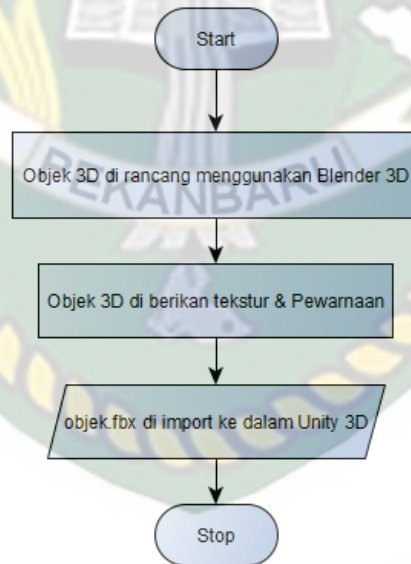 Start
Objek 3D di rancang menggunakan Blender 3D
PEKANBARU
Objek 3D di berikan tekstur & Pewarnaan
objek.fbx di import ke dalam Unity 3D
Stop